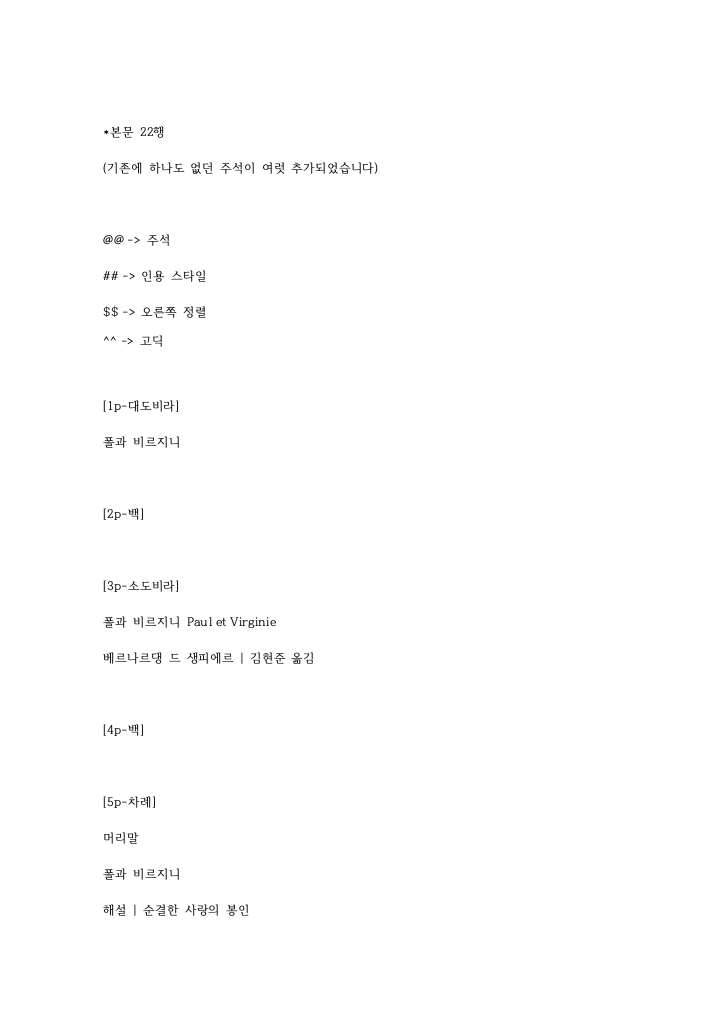 *본문 22행
(기존에 하나도 없던 주석이 여럿 추가되었습니다)
@@ -> 주석
## -> 인용 스타일
$$ -> 오른쪽 정렬
^^ -> 고딕
[1p-대도비라]
폴과 비르지니
[2p-백]
[3p-소도비라]
폴과 비르지니 Paul et Virginie
베르나르댕 드 생피에르 | 김현준 옮김
[4p-백]
[5p-차례]
머리말
폴과 비르지니
해설 | 순결한 사랑의 봉인